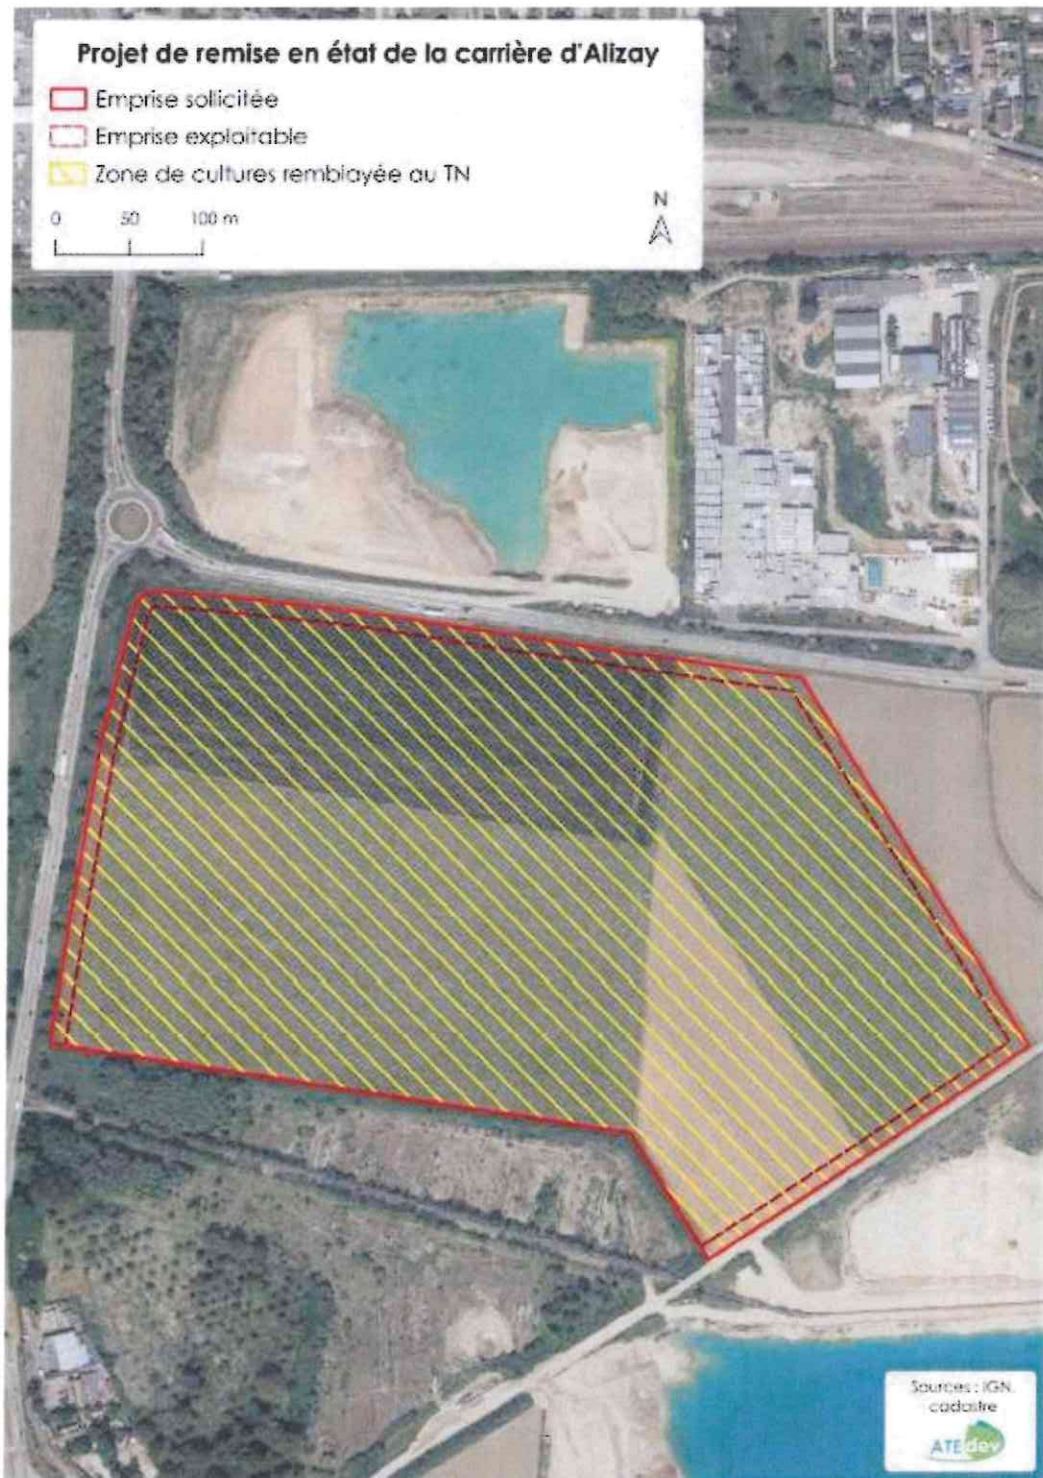 Projet de remise en état de la carrière d'Alizay
Emprise sollicitée
Emprise exploitable
Zone de cultures remblayée au TN
0 50 100 m
N
Sources : IGN,
cadastre
ATEdev